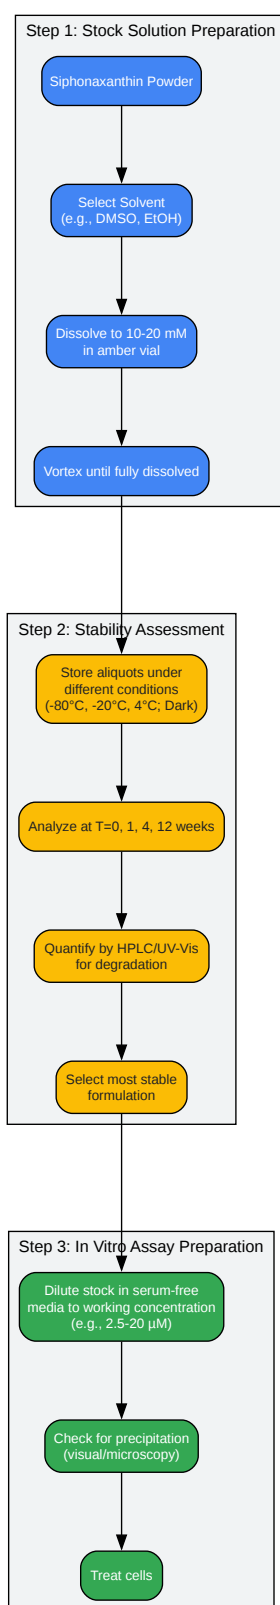 Step 1: Stock Solution Preparation
Siphonaxanthin Powder
Select Solvent
(e.g., DMSO, EtOH)
Dissolve to 10-20 mM
in amber vial
Vortex until fully dissolved
Step 2: Stability Assessment
Store aliquots under
different conditions
(-80°C, -20°C, 4°C; Dark)
Analyze at T=0, 1, 4, 12 weeks
Quantify by HPLC/UV-Vis
for degradation
Select most stable
formulation
Step 3: In Vitro Assay Preparation
Dilute stock in serum-free
media to working concentration
(e.g., 2.5-20 µM)
Check for precipitation
(visual/microscopy)
Treat cells